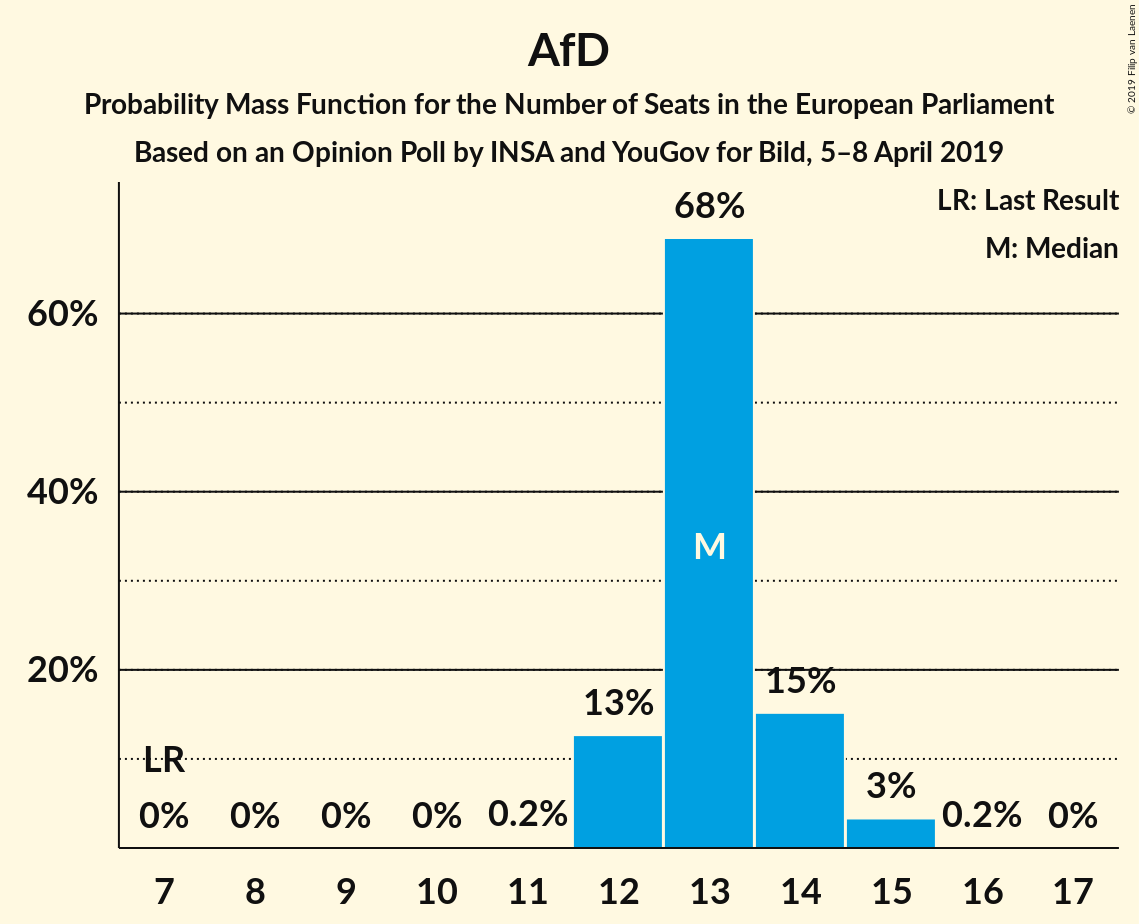 AfD
Probability Mass Function for the Number of Seats in the European Parliament
Based on an Opinion Poll by INSA and YouGov for Bild, 5–8 April 2019
© 2019 Filip van Laenen
LR: Last Result
M: Median
68%
60%
40%
M
20%
15%
13%
LR
3%
0% 0% 0% 0% 0.2% 0.2% 0%
7 8 9 10 11 12 13 14 15 16 17